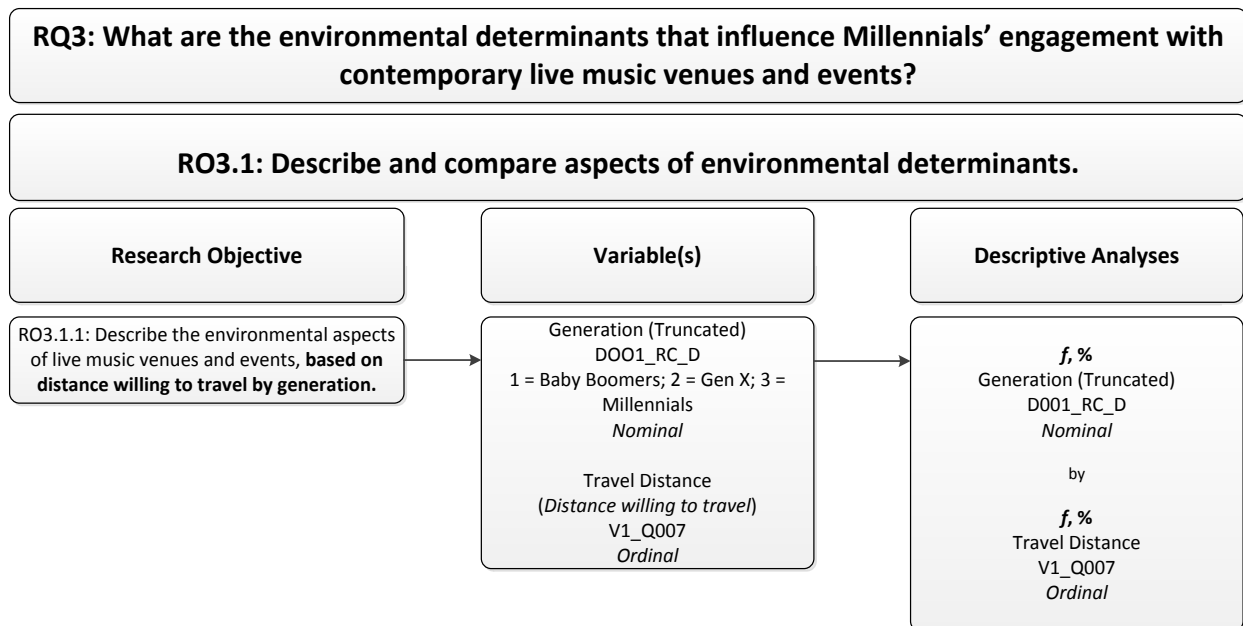 RQ3: What are the environmental determinants that influence Millennials’ engagement with
contemporary live music venues and events?
RO3.1: Describe and compare aspects of environmental determinants.
Research Objective
Variable(s)
Descriptive Analyses
RO3.1.1: Describe the environmental aspects
of live music venues and events, based on
distance willing to travel by generation.
Generation (Truncated)
DOO1_RC_D
1 = Baby Boomers; 2 = Gen X; 3 =
Millennials
Nominal
Travel Distance
(Distance willing to travel)
V1_Q007
Ordinal
f, %
Generation (Truncated)
D001_RC_D
Nominal
by
f, %
Travel Distance
V1_Q007
Ordinal